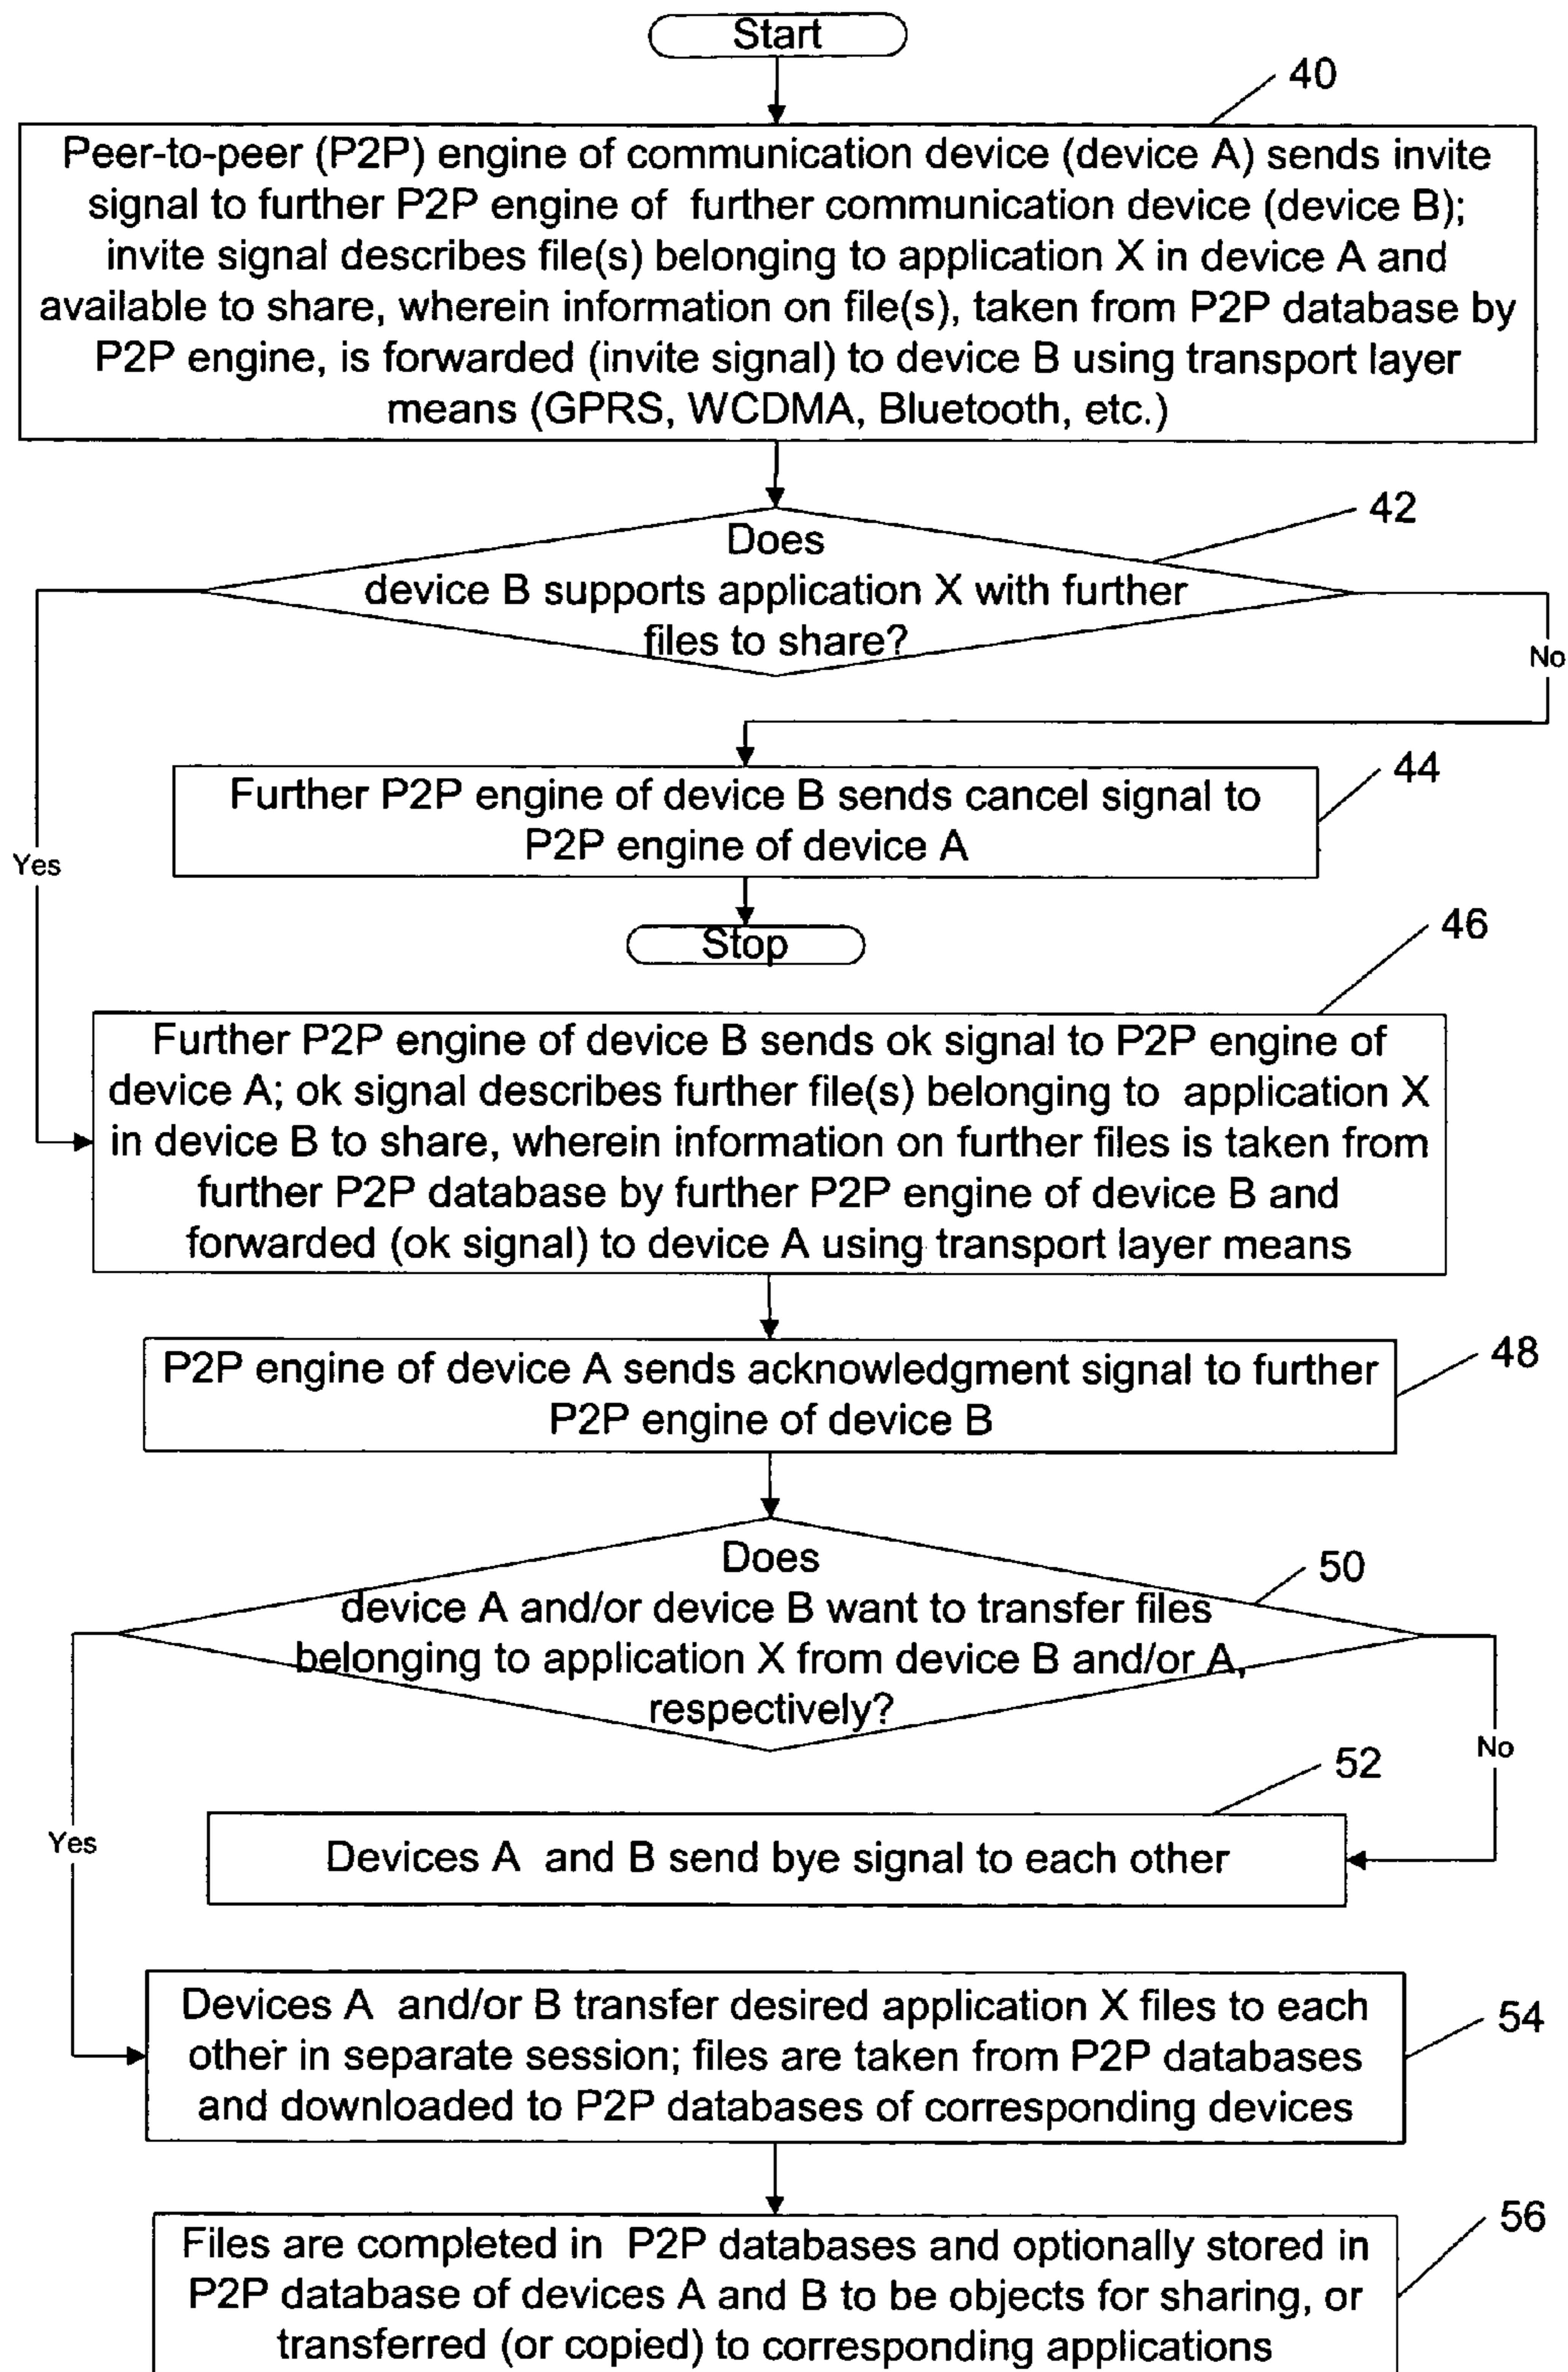 Start
40
Peer-to-peer (P2P) engine of communication device (device A) sends invite
signal to further P2P engine of further communication device (device B);
invite signal describes file(s) belonging to application X in device A and
available to share, wherein information on file(s), taken from P2P database by
P2P engine, is forwarded (invite signal) to device B using transport layer
means (GPRS, WCDMA, Bluetooth, etc.)
42
Does
device B supports application X with further
files to share?
No
44
Further P2P engine of device B sends cancel signal to
P2P engine of device A
Yes
Stop
46
Further P2P engine of device B sends ok signal to P2P engine of
device A; ok signal describes further file(s) belonging to application X
in device B to share, wherein information on further files is taken from
further P2P database by further P2P engine of device B and
forwarded (ok signal) to device A using transport layer means
48
P2P engine of device A sends acknowledgment signal to further
P2P engine of device B
50
Does
device A and/or device B want to transfer files
belonging to application X from device B and/or A,
respectively?
No
52
Devices A and B send bye signal to each other
Yes
54
Devices A and/or B transfer desired application X files to each
other in separate session; files are taken from P2P databases
and downloaded to P2P databases of corresponding devices
56
Files are completed in P2P databases and optionally stored in
P2P database of devices A and B to be objects for sharing, or
transferred (or copied) to corresponding applications